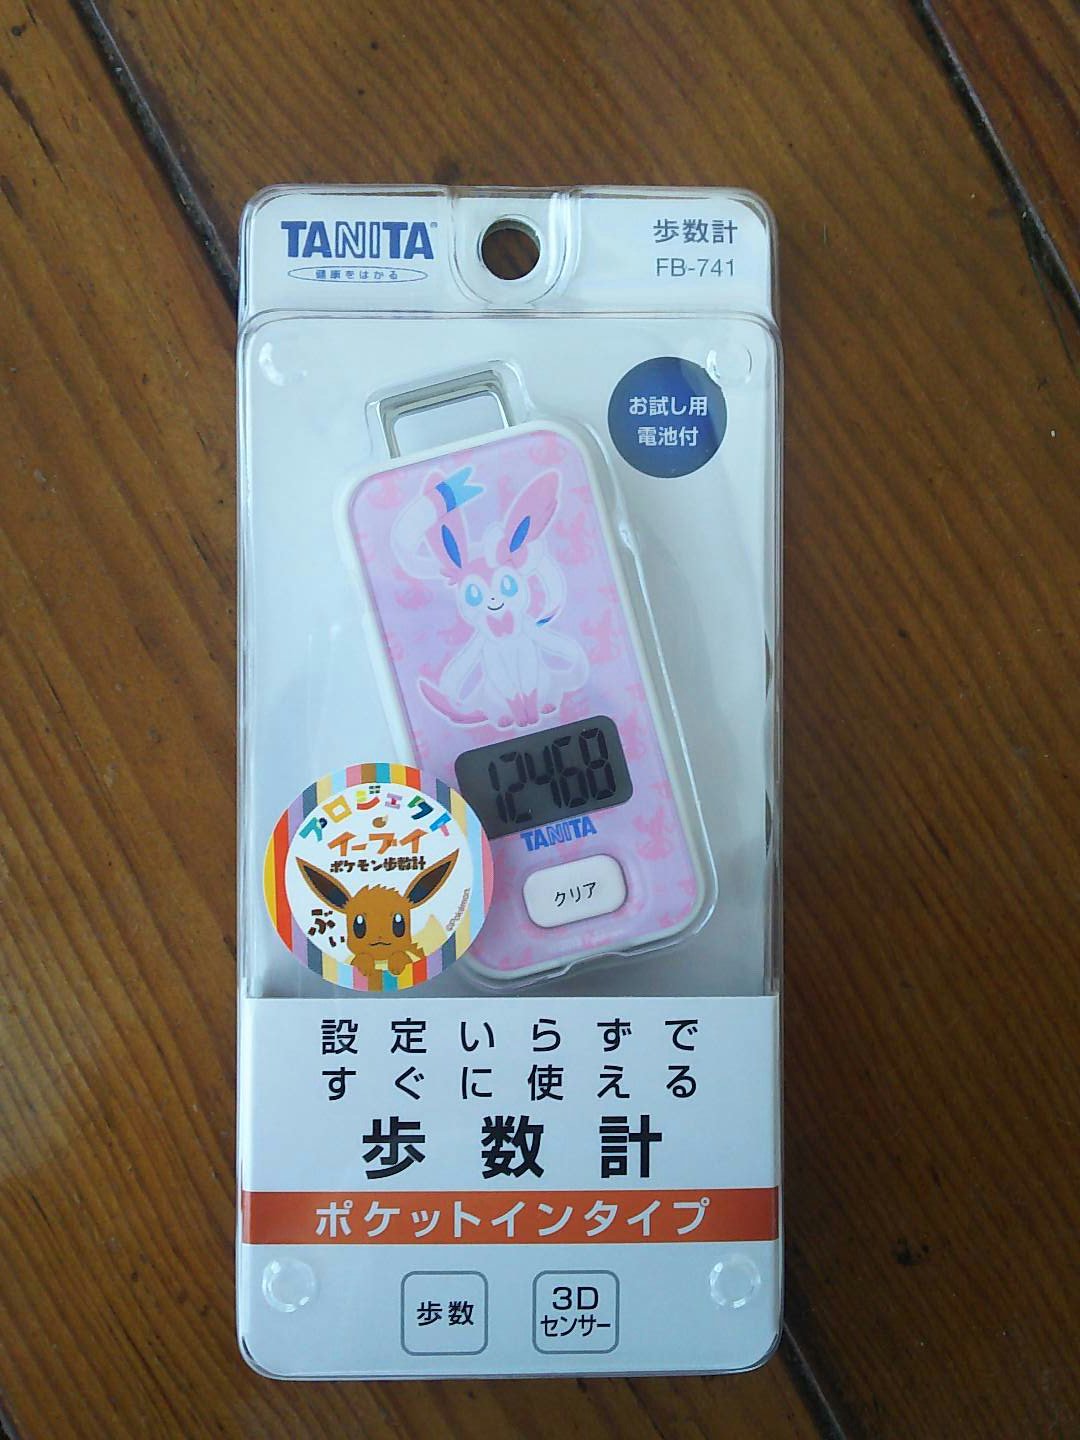 TANITA®
健康をはかる
歩数計
FB-741
お試し用
電池付
12468
TANITA
クリア
プロジェクト
イーブイ
ポケモン歩数計
ぶぃ
©Pokémon
設定いらずで
すぐに使える
歩数計
ポケットインタイプ
歩数
3D
センサー